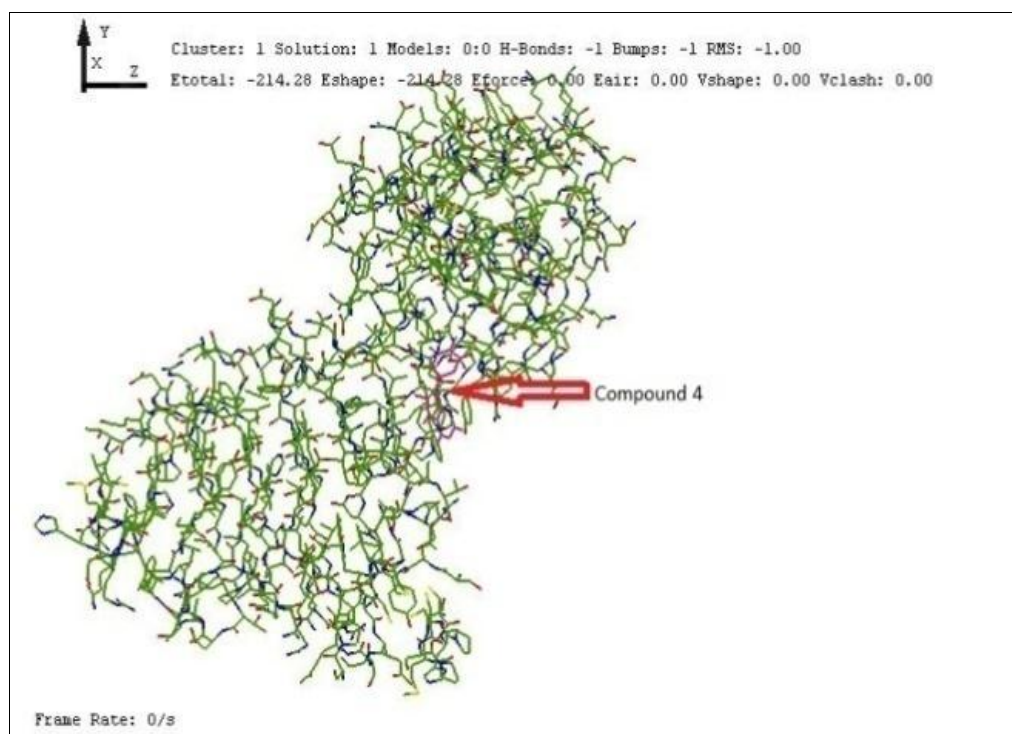 Y
X
Z
Cluster: 1 Solution: 1 Models: 0:0 H-Bonds: -1 Bumps: -1 RMS: -1.00
Etotal: -214.28 Eshape: -214.28 Eforce: 0.00 Eair: 0.00 Vshape: 0.00 Vclash: 0.00
Compound 4
Frame Rate: 0/s